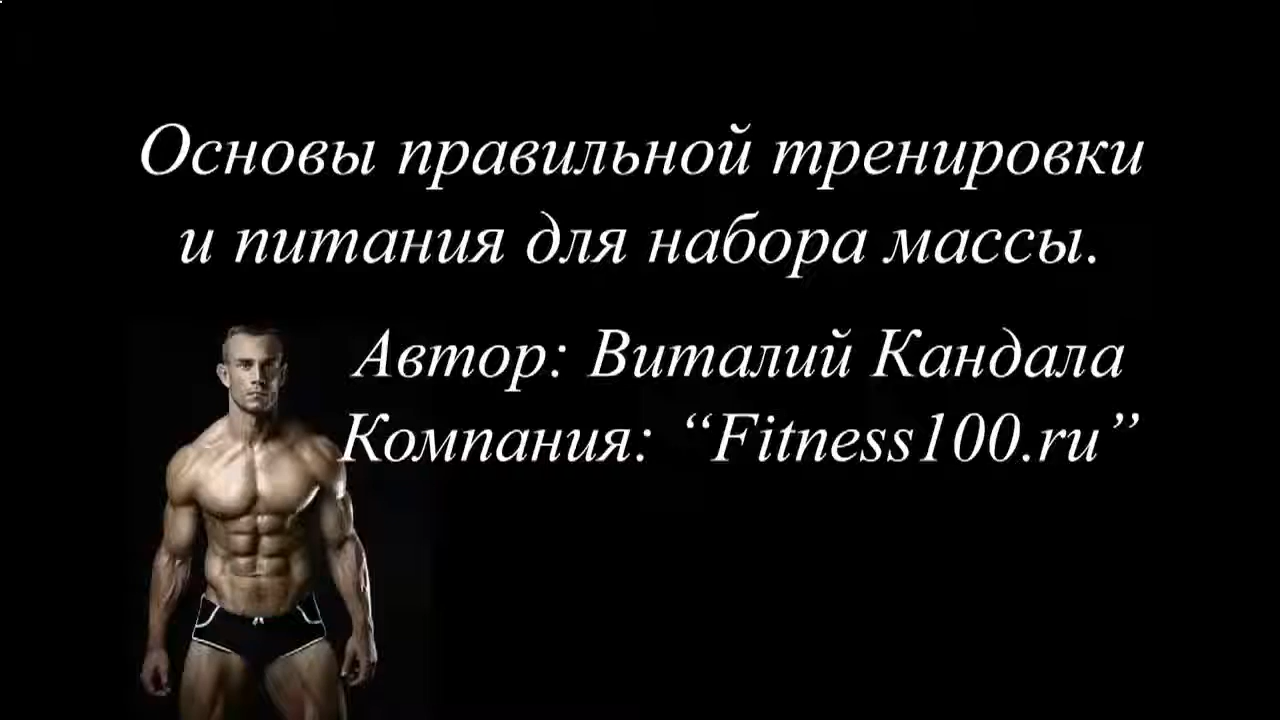 Основы правильной тренировки
и питания для набора массы.
Автор: Виталий Кандала
Компания: “Fitness100.ru”